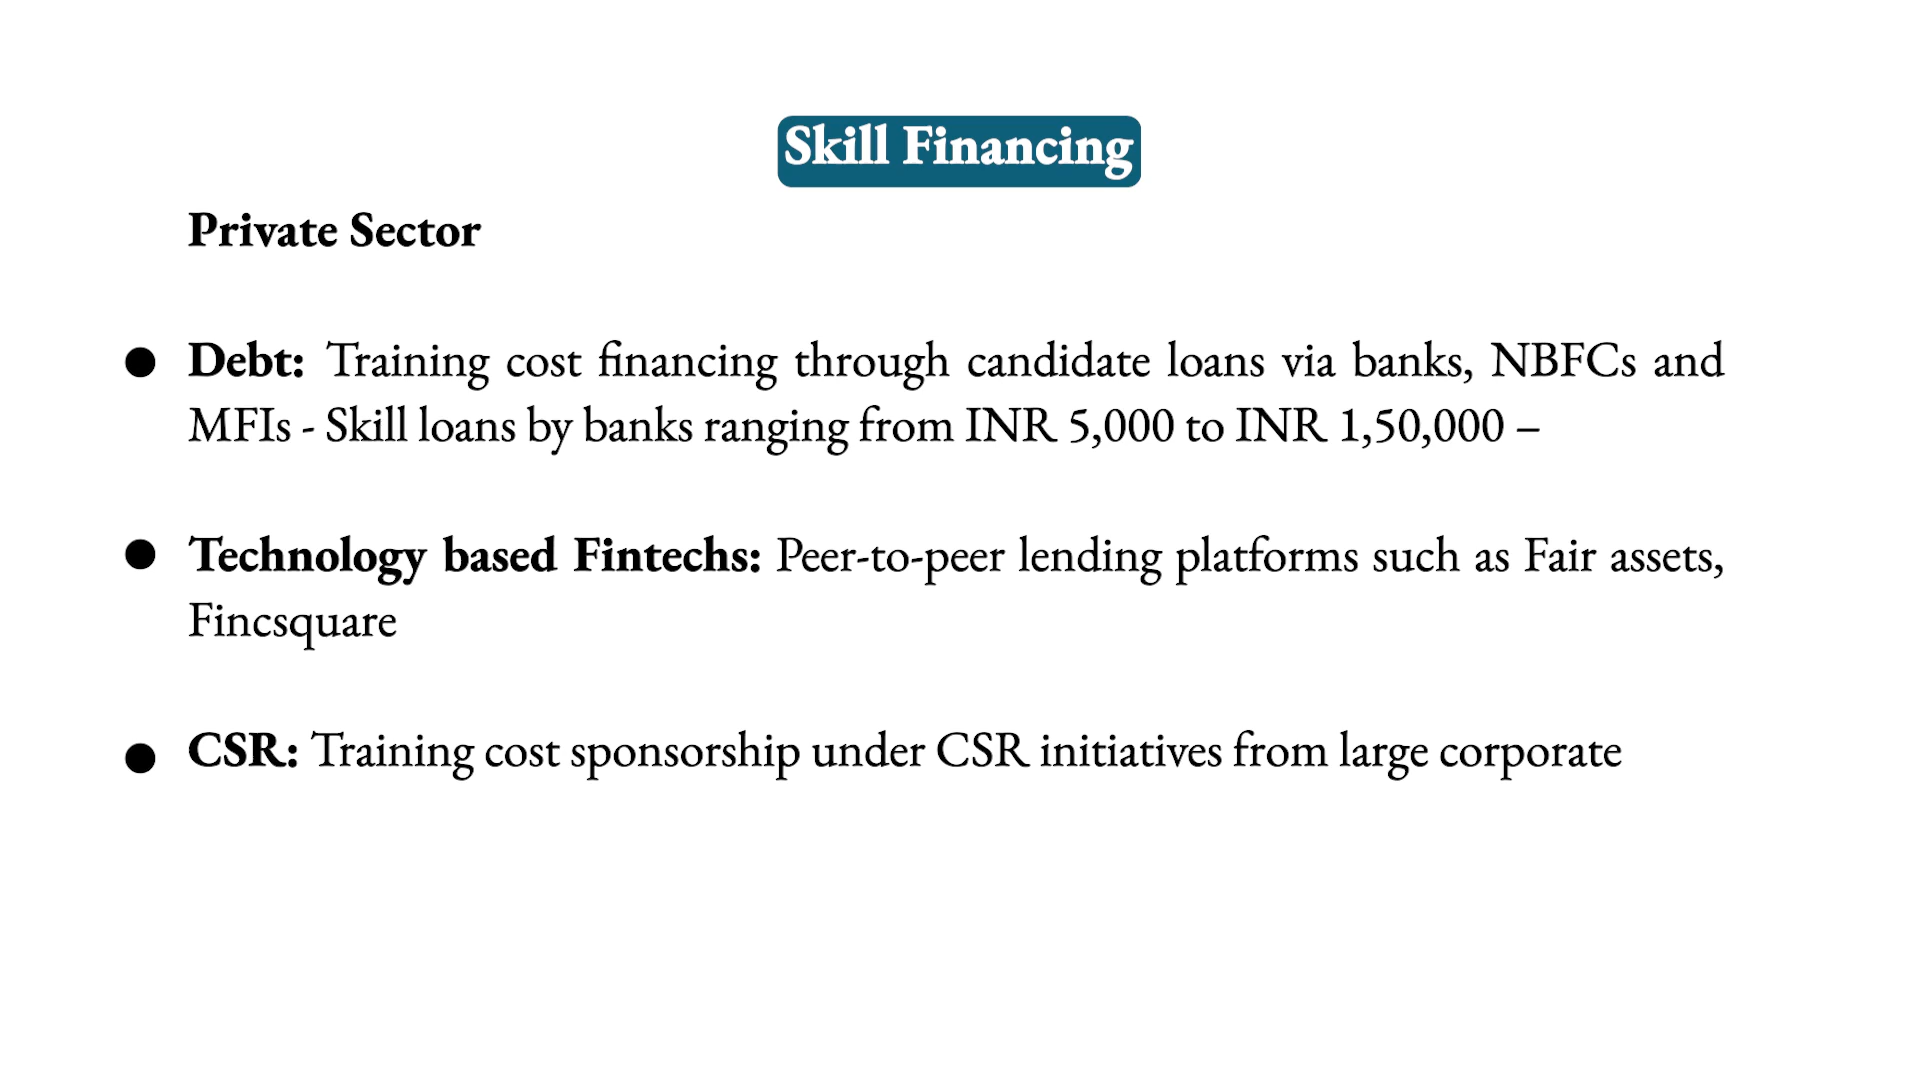 Skill Financing
Private Sector
● Debt: Training cost financing through candidate loans via banks, NBFCs and
MFIs - Skill loans by banks ranging from INR 5,000 to INR 1,50,000 –
● Technology based Fintechs: Peer-to-peer lending platforms such as Fair assets,
Fincsquare
● CSR: Training cost sponsorship under CSR initiatives from large corporate